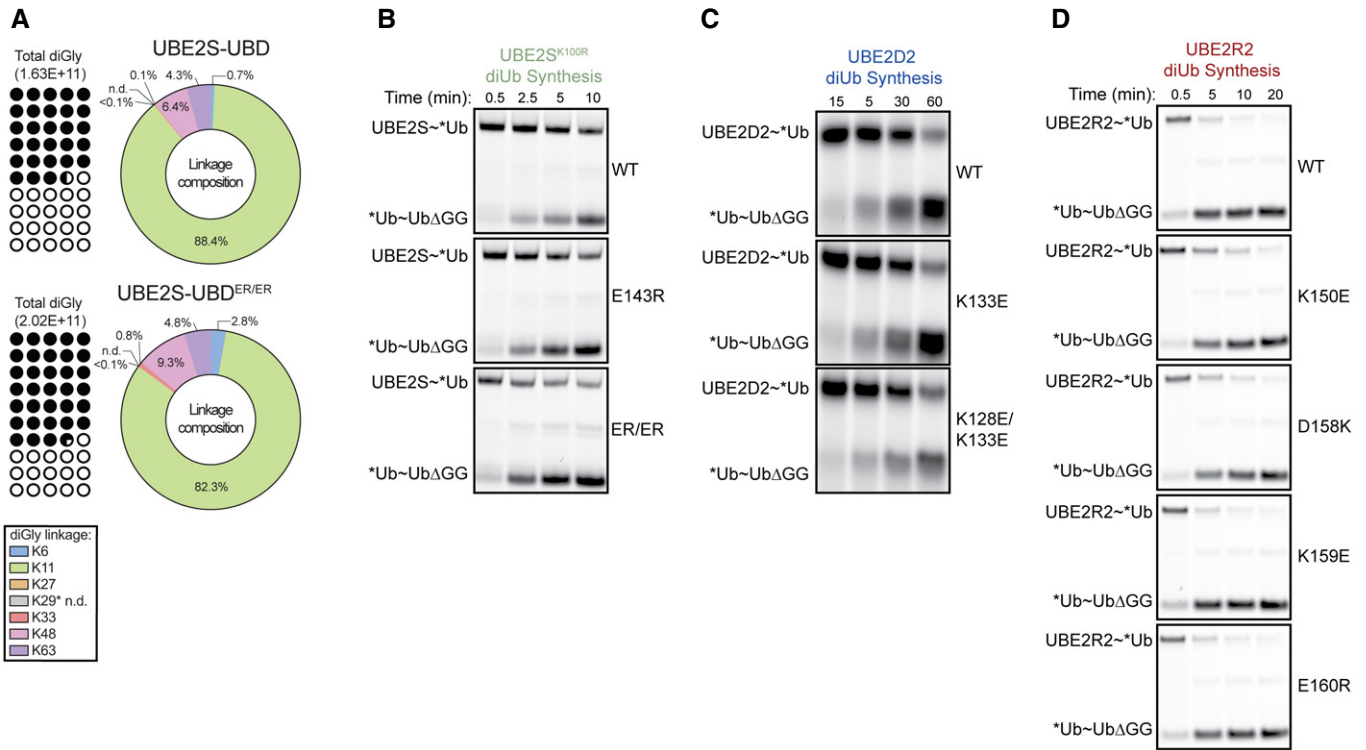 A
Total diGly
(1.63E+11)
UBE2S-UBD
0.1%
n.d.
<0.1%
6.4%
4.3%
0.7%
Linkage
composition
88.4%
Total diGly
(2.02E+11)
UBE2S-UBDER/ER
0.8%
n.d.
<0.1%
9.3%
4.8%
2.8%
Linkage
composition
82.3%
diGly linkage:
K6
K11
K27
K29* n.d.
K33
K48
K63
B
UBE2SK100R
diUb Synthesis
Time (min): 0.5 2.5 5 10
UBE2S~*Ub
WT
*Ub~UbΔGG
UBE2S~*Ub
E143R
*Ub~UbΔGG
UBE2S~*Ub
ER/ER
*Ub~UbΔGG
C
UBE2D2
diUb Synthesis
15 5 30 60
UBE2D2~*Ub
WT
*Ub~UbΔGG
UBE2D2~*Ub
K133E
*Ub~UbΔGG
UBE2D2~*Ub
K128E/
K133E
*Ub~UbΔGG
D
UBE2R2
diUb Synthesis
Time (min): 0.5 5 10 20
UBE2R2~*Ub
WT
*Ub~UbΔGG
UBE2R2~*Ub
K150E
*Ub~UbΔGG
UBE2R2~*Ub
D158K
*Ub~UbΔGG
UBE2R2~*Ub
K159E
*Ub~UbΔGG
UBE2R2~*Ub
E160R
*Ub~UbΔGG